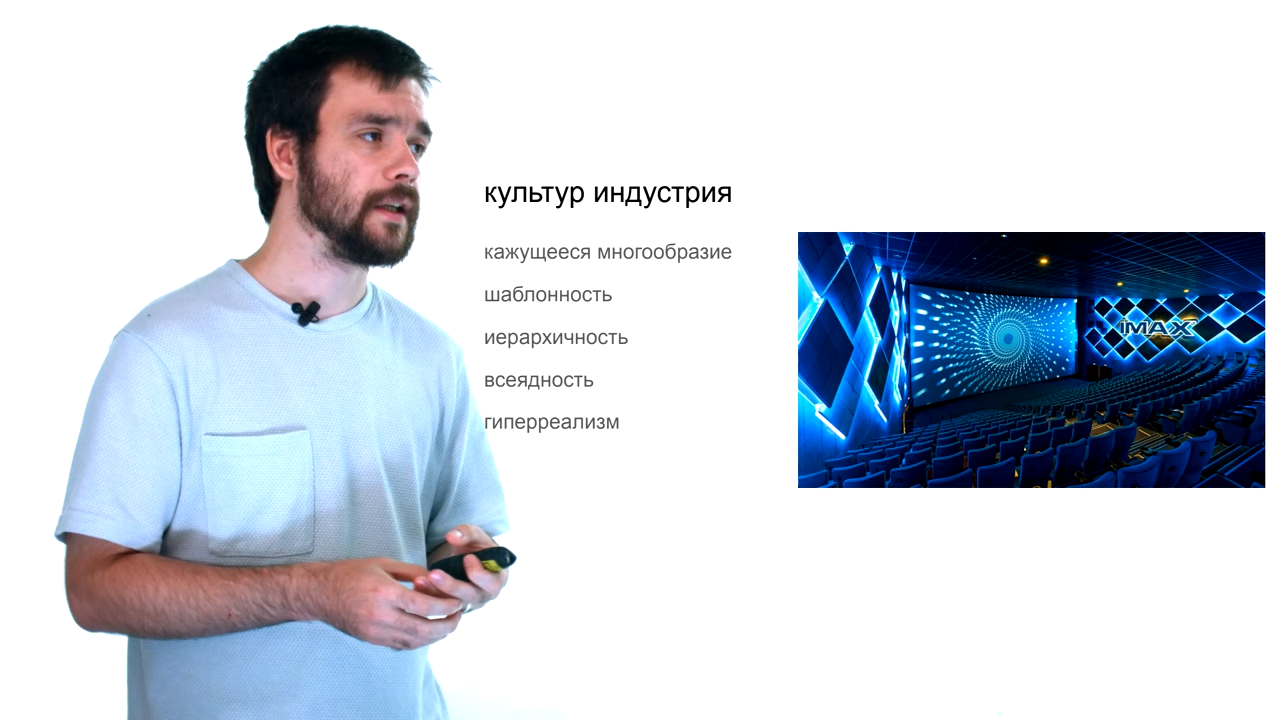 культур индустрия
кажущееся многообразие
шаблонность
иерархичность
всеядность
гиперреализм
IMAX